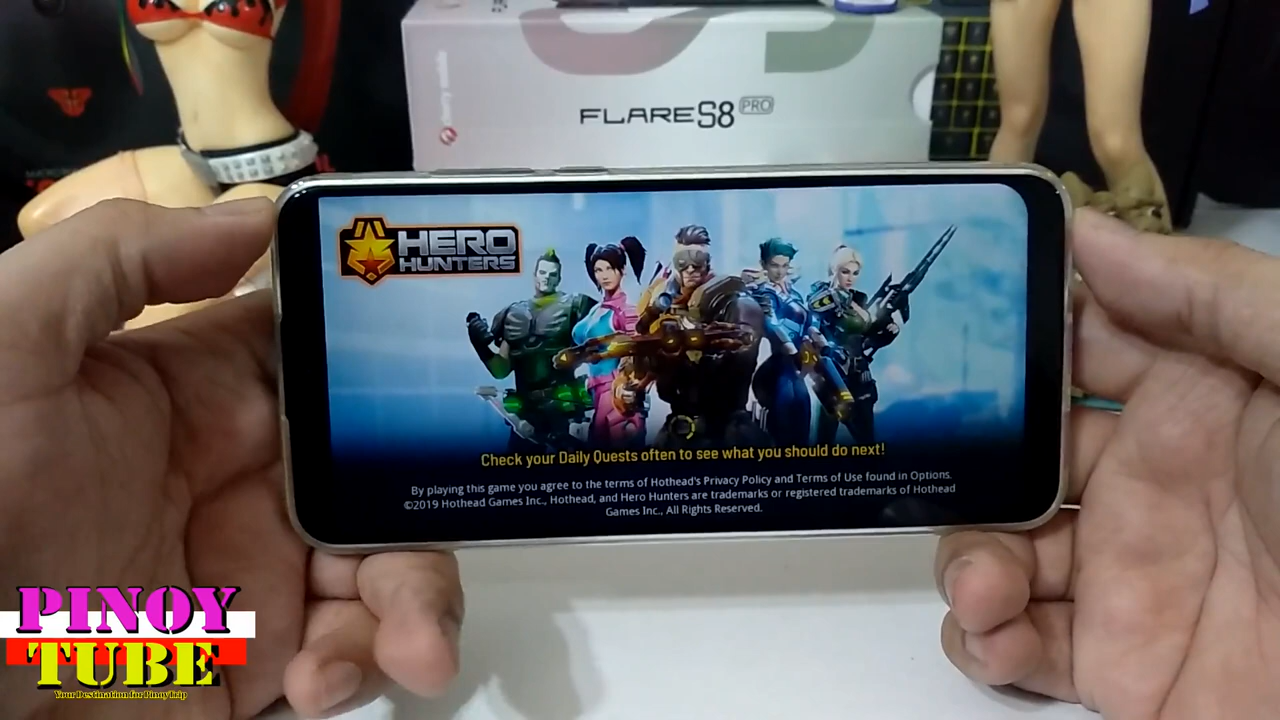 FLARE S8 PRO
HERO
HUNTERS
Check your Daily Quests often to see what you should do next!
By playing this game you agree to the terms of Hothead's Privacy Policy and Terms of Use found in Options.
©2019 Hothead Games Inc., Hothead, and Hero Hunters are trademarks or registered trademarks of Hothead
Games Inc., All Rights Reserved.
PINOY
TUBE
Your Destination for PinoyTrip